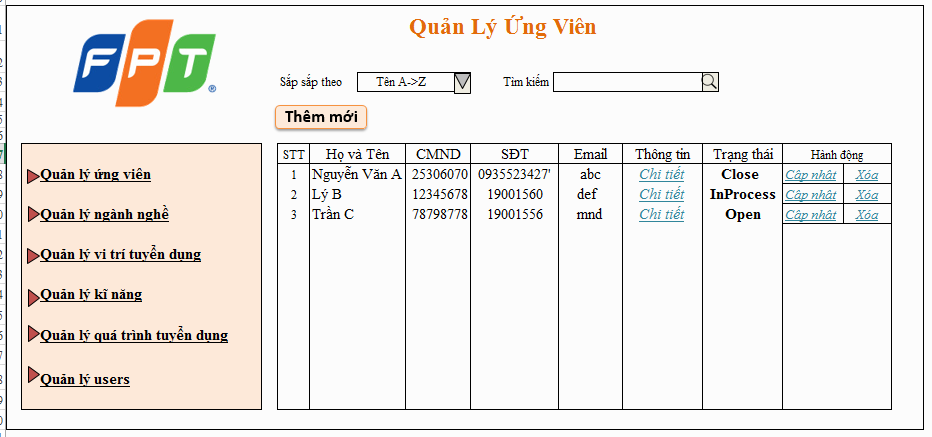 FPT®
Quản Lý Ứng Viên
Sắp sắp theo Tên A->Z Tìm kiếm
Thêm mới
Quản lý ứng viên
Quản lý ngành nghề
Quản lý vi trí tuyển dụng
Quản lý kĩ năng
Quản lý quá trình tuyển dụng
Quản lý users
STT Họ và Tên CMND SĐT Email Thông tin Trạng thái Hành động
1 Nguyễn Văn A 25306070 0935523427' abc Chi tiết Close Cập nhật Xóa
2 Lý B 12345678 19001560 def Chi tiết InProcess Cập nhật Xóa
3 Trần C 78798778 19001556 mnd Chi tiết Open Cập nhật Xóa